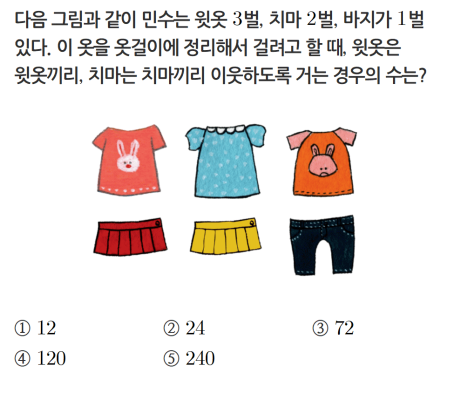 다음 그림과 같이 민수는 윗옷 3벌, 치마 2벌, 바지가 1벌
있다. 이 옷을 옷걸이에 정리해서 걸려고 할 때, 윗옷은
윗옷끼리, 치마는 치마끼리 이웃하도록 거는 경우의 수는?
① 12 ② 24 ③ 72
④ 120 ⑤ 240